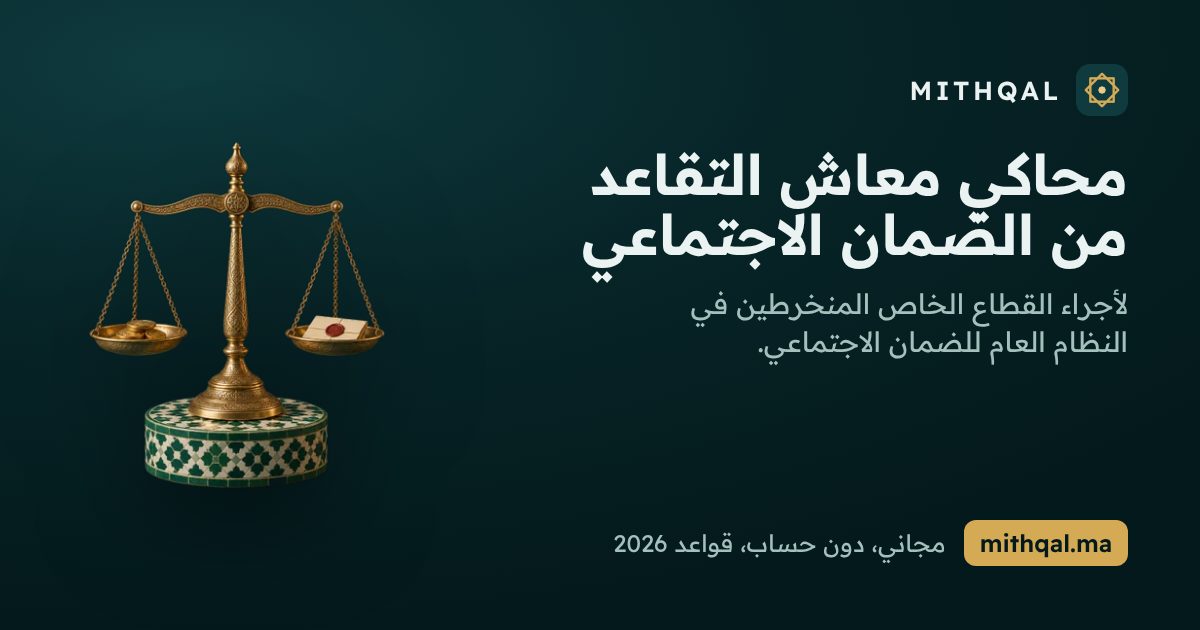 MITHQAL
محاكي معاش التقاعد
من الضمان الاجتماعي
لأجراء القطاع الخاص المنخرطين في
النظام العام للضمان الاجتماعي.
mithqal.ma
مجاني، دون حساب، قواعد 2026